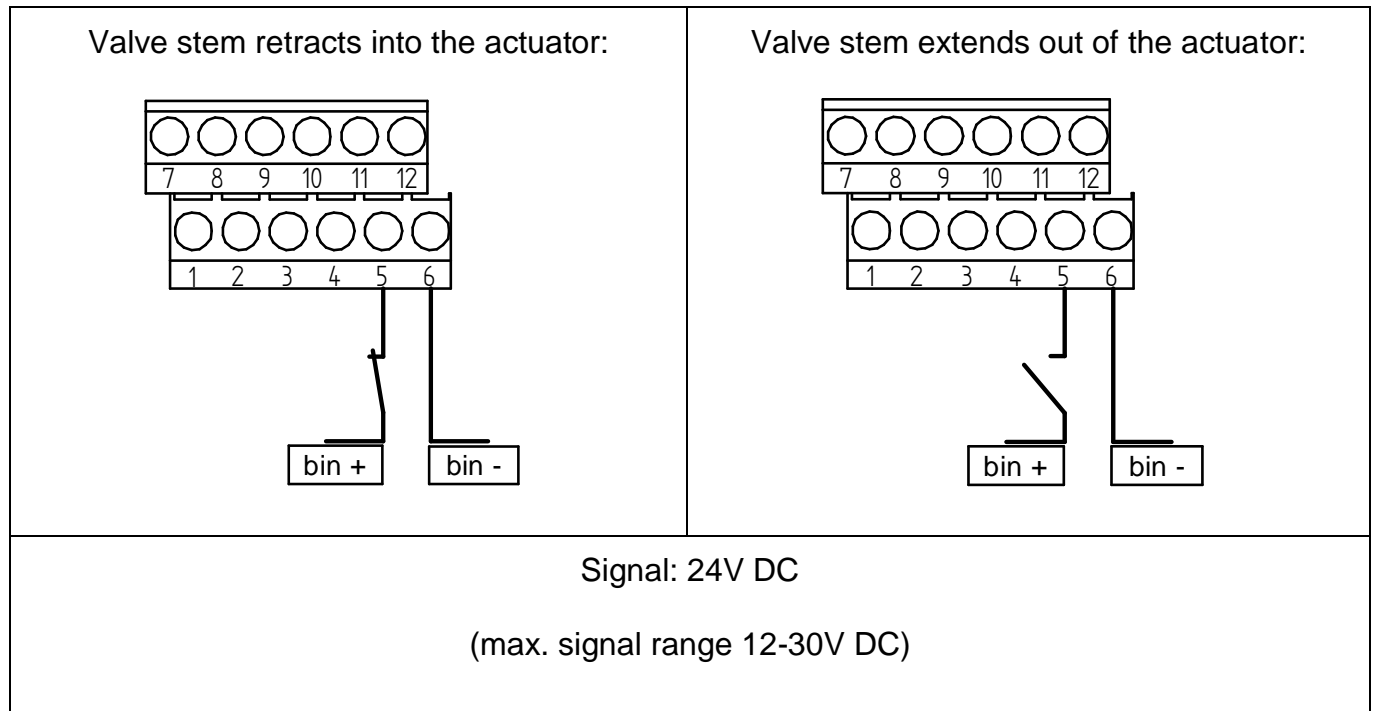 Valve stem retracts into the actuator:
7 8 9 10 11 12
1 2 3 4 5 6
bin + bin -
Valve stem extends out of the actuator:
7 8 9 10 11 12
1 2 3 4 5 6
bin + bin -
Signal: 24V DC
(max. signal range 12-30V DC)